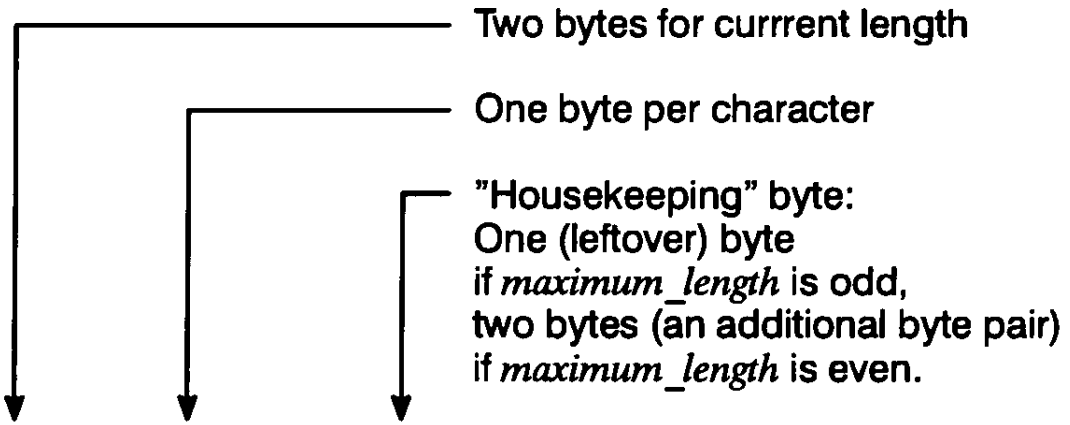 Two bytes for currrent length
One byte per character
"Housekeeping" byte:
One (leftover) byte
if maximum_length is odd,
two bytes (an additional byte pair)
if maximum_length is even.